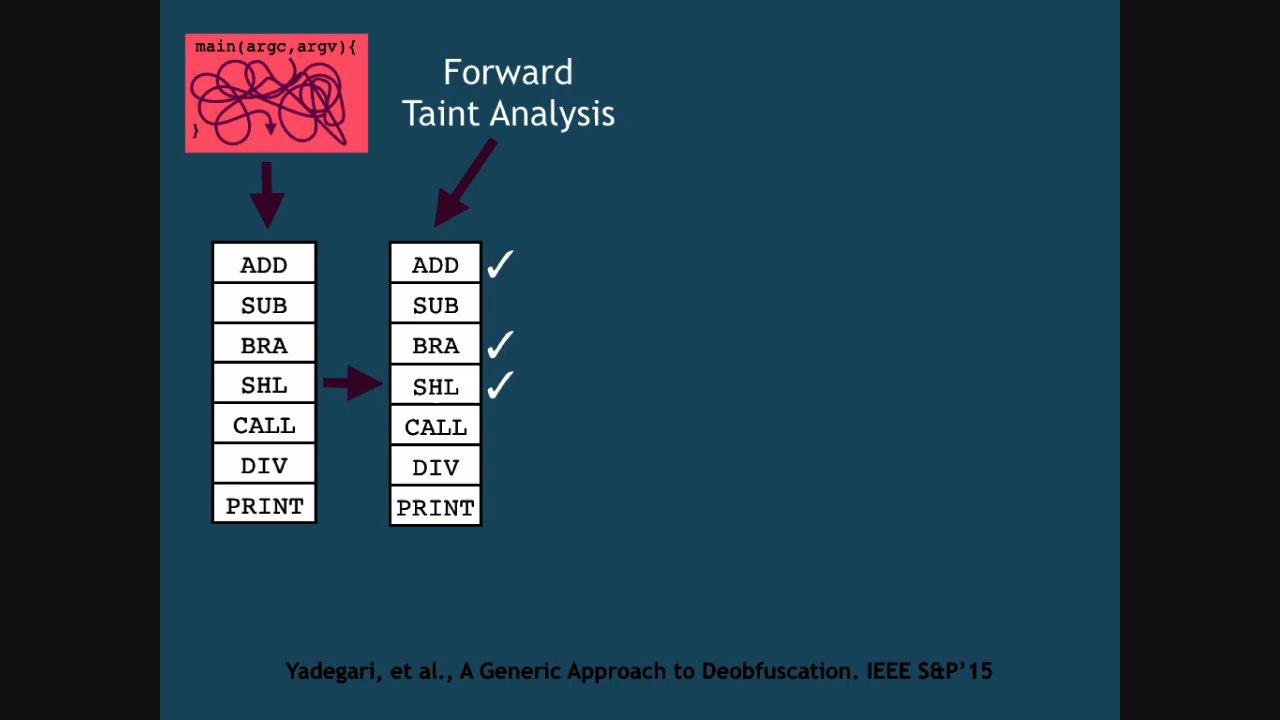 main(argc,argv){
}
Forward
Taint Analysis
ADD
SUB
BRA
SHL
CALL
DIV
PRINT
ADD
SUB
BRA
SHL
CALL
DIV
PRINT
Yadegari, et al., A Generic Approach to Deobfuscation. IEEE S&P’15